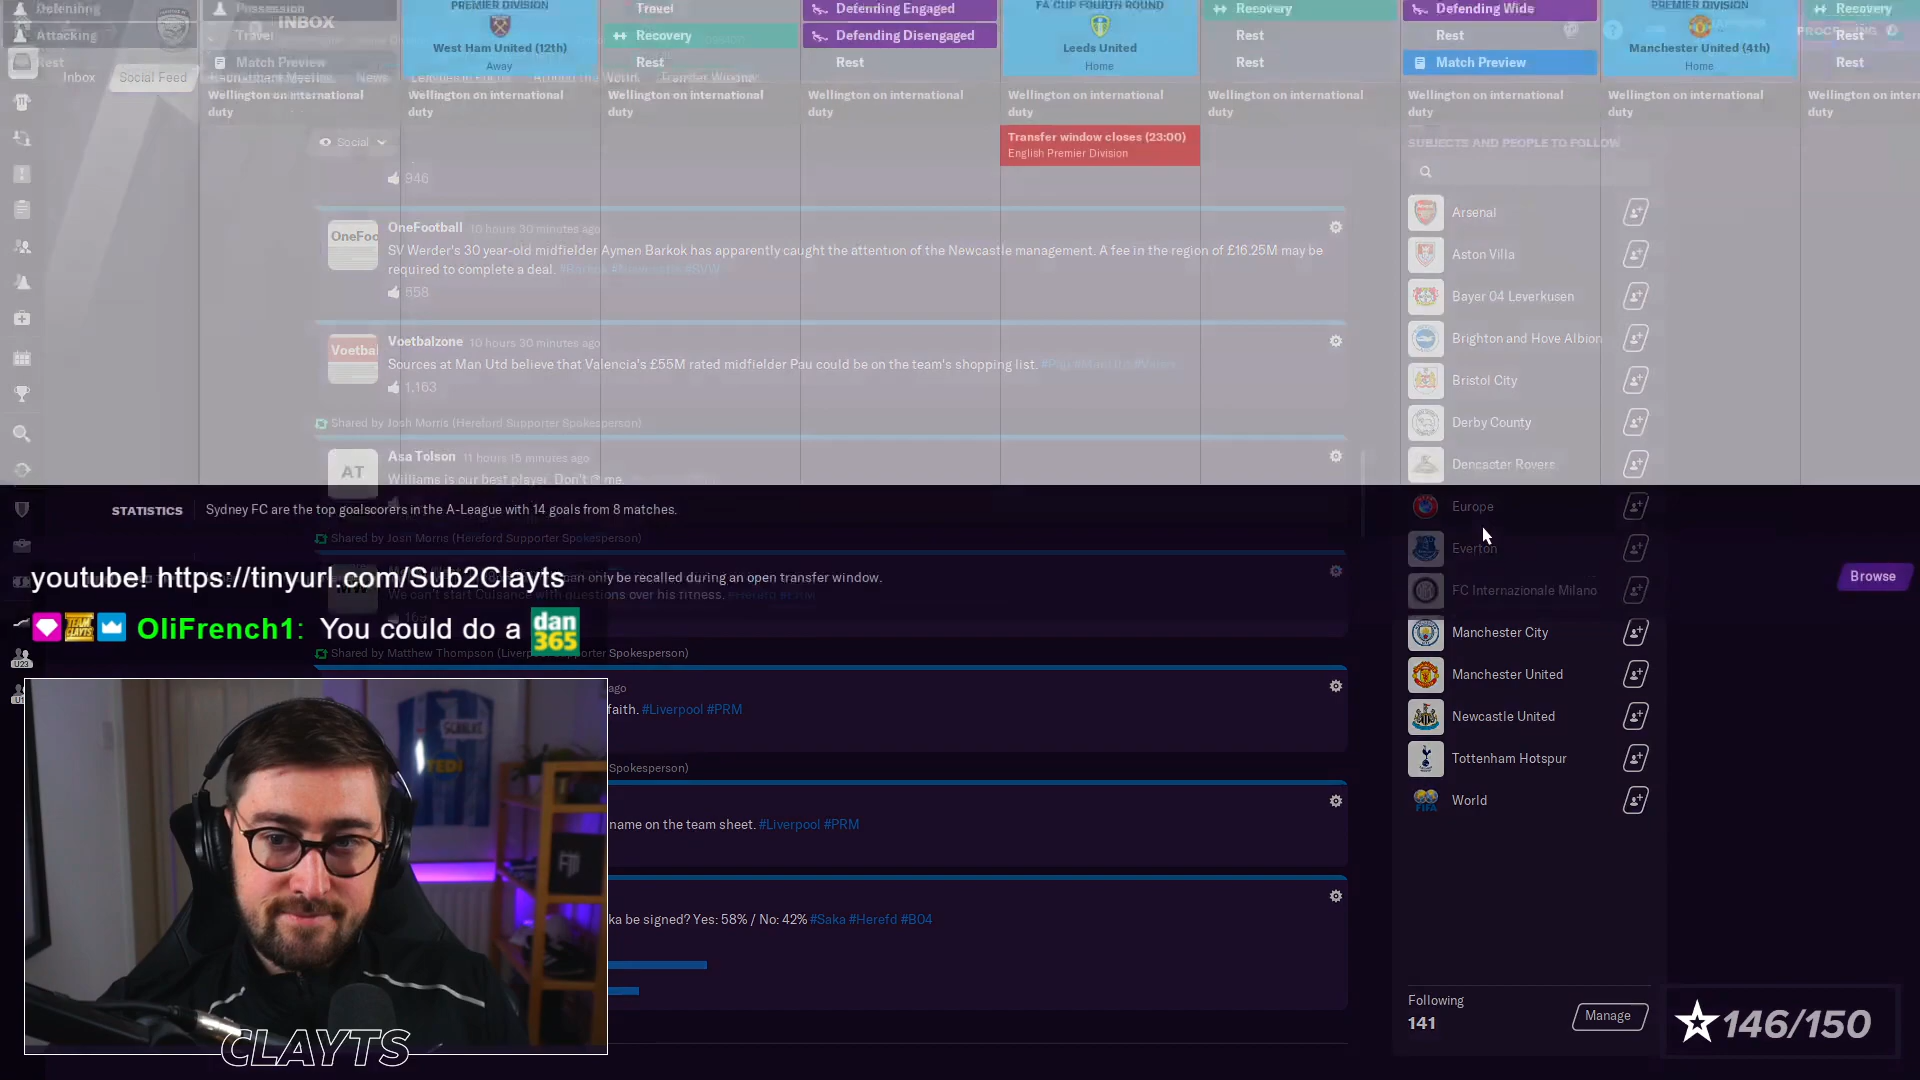 Defending
Attacking
Rest
Possession
Travel
Match Preview
INBOX
PREMIER DIVISION
West Ham United (12th)
Away
Travel
Recovery
Rest
Defending Engaged
Defending Disengaged
Rest
FA CUP FOURTH ROUND
Leeds United
Home
Recovery
Rest
Rest
Defending Wide
Rest
Match Preview
PREMIER DIVISION
Manchester United (4th)
Home
Recovery
Rest
Rest
Inbox
Social Feed
News
Wellington on international duty
Wellington on international duty
Wellington on international duty
Wellington on international duty
Wellington on international duty
Wellington on international duty
Wellington on international duty
Wellington on international duty
Transfer window closes (23:00)
English Premier Division
Social
946
OneFootball 10 hours 30 minutes ago
SV Werder's 30 year-old midfielder Aymen Barkok has apparently caught the attention of the Newcastle management. A fee in the region of £16.25M may be
required to complete a deal.
558
Voetbalzone 10 hours 30 minutes ago
Sources at Man Utd believe that Valencia's £55M rated midfielder Pau could be on the team's shopping list.
1,163
Shared by Josh Morris (Hereford Supporter Spokesperson)
AT
Asa Tolson 11 hours 15 minutes ago
Williams is our best player. Don't @ me.
STATISTICS
Sydney FC are the top goalscorers in the A-League with 14 goals from 8 matches.
Shared by Josh Morris (Hereford Supporter Spokesperson)
can only be recalled during an open transfer window.
We can't start Cuisance with questions over his fitness.
youtube! https://tinyurl.com/Sub2Clayts
OliFrench1: You could do a
dan
365
Shared by Matthew Thompson (Liverpool Supporter Spokesperson)
ago
faith. #Liverpool #PRM
Spokesperson)
name on the team sheet. #Liverpool #PRM
ka be signed? Yes: 58% / No: 42% #Saka #Herefd #B04
SUBJECTS AND PEOPLE TO FOLLOW
Arsenal
Aston Villa
Bayer 04 Leverkusen
Brighton and Hove Albion
Bristol City
Derby County
Doncaster Rovers
Europe
Everton
FC Internazionale Milano
Manchester City
Manchester United
Newcastle United
Tottenham Hotspur
World
FIFA
Browse
Following
141
Manage
146/150
U23
CLAYTS